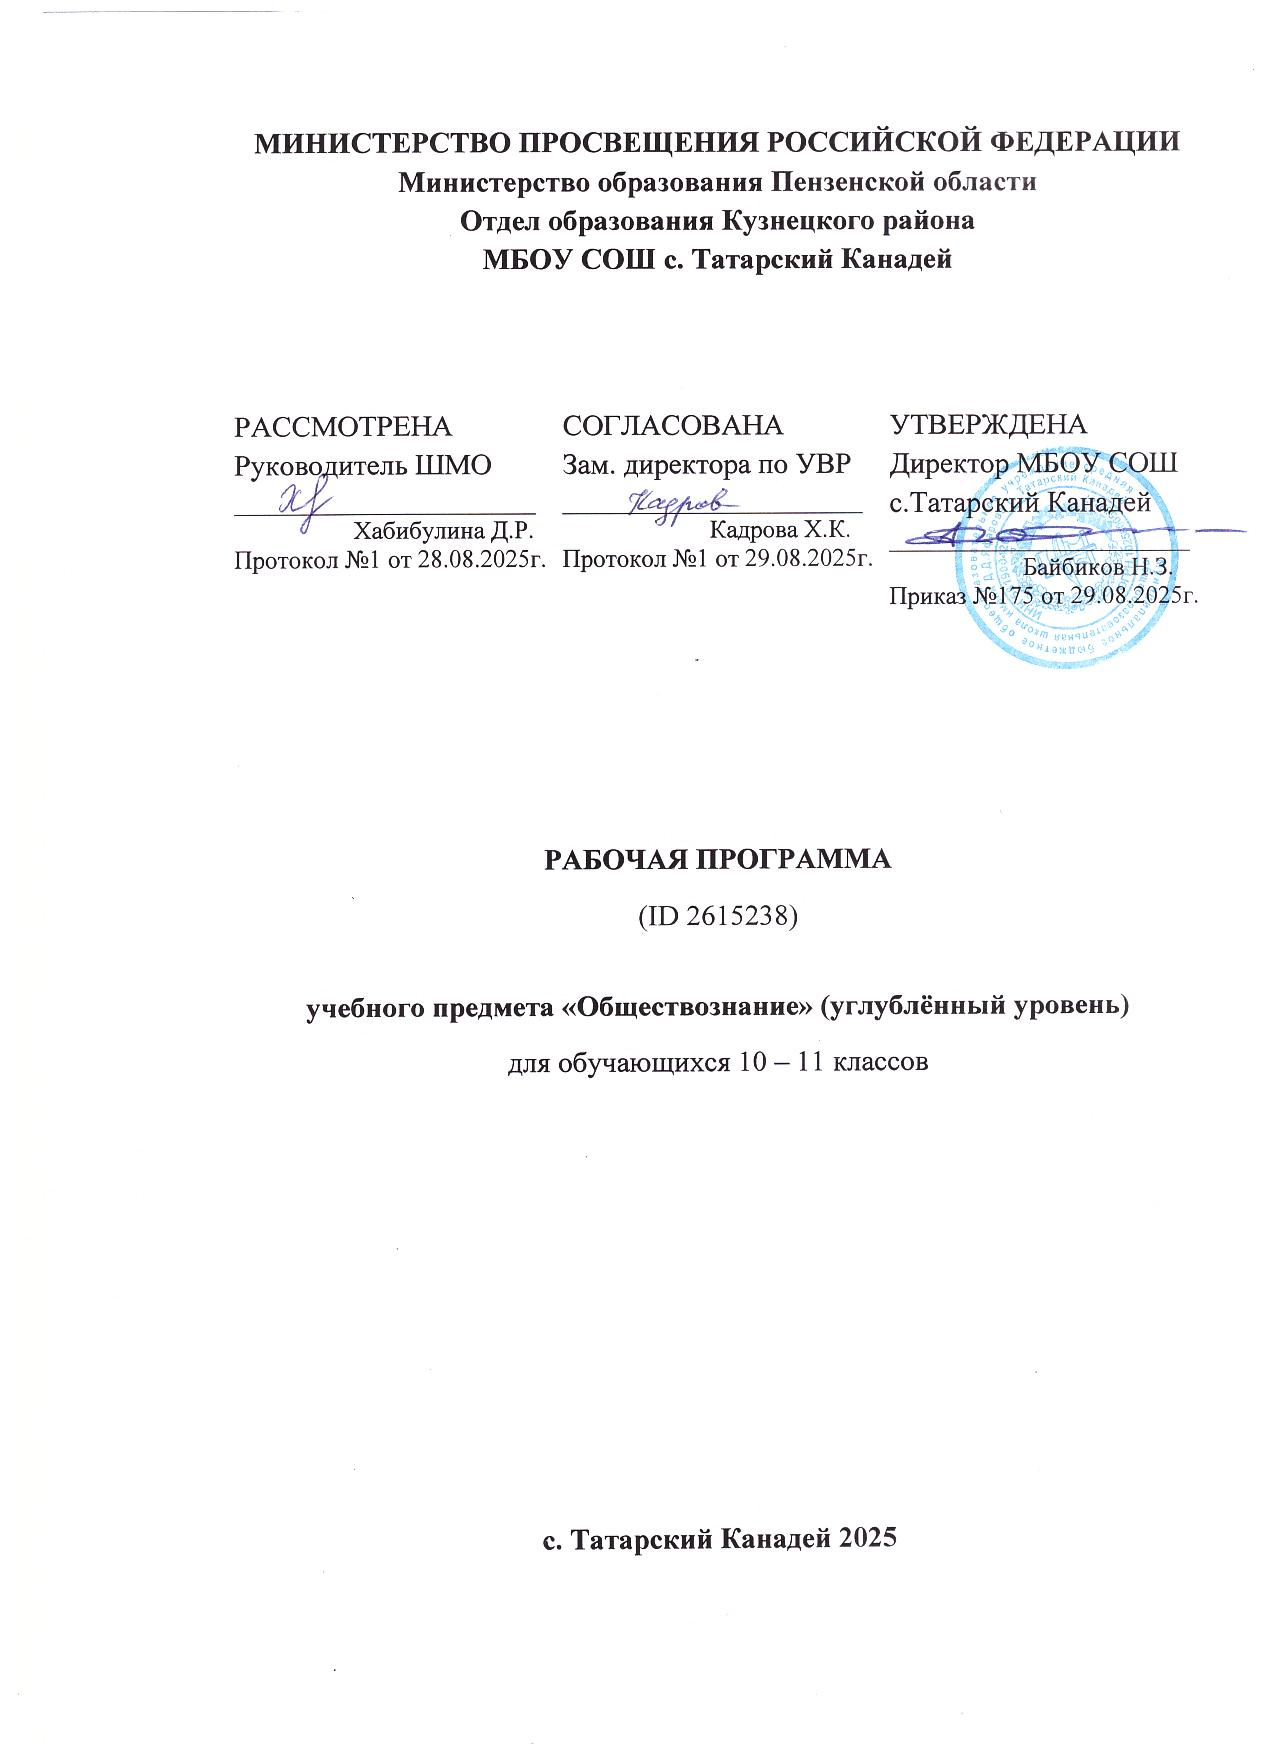 МИНИСТЕРСТВО ПРОСВЕЩЕНИЯ РОССИЙСКОЙ ФЕДЕРАЦИИ
Министерство образования Пензенской области
Отдел образования Кузнецкого района
МБОУ СОШ с. Татарский Канадей
РАССМОТРЕНА
Руководитель ШМО
Хабибулина Д.Р.
Протокол №1 от 28.08.2025г.
СОГЛАСОВАНА
Зам. директора по УВР
Кадров
Кадрова Х.К.
Протокол №1 от 29.08.2025г.
УТВЕРЖДЕНА
Директор МБОУ СОШ
с.Татарский Канадей
Байбиков Н.З.
Приказ №175 от 29.08.2025г.
РАБОЧАЯ ПРОГРАММА
(ID 2615238)
учебного предмета «Обществознание» (углублённый уровень)
для обучающихся 10 – 11 классов
с. Татарский Канадей 2025